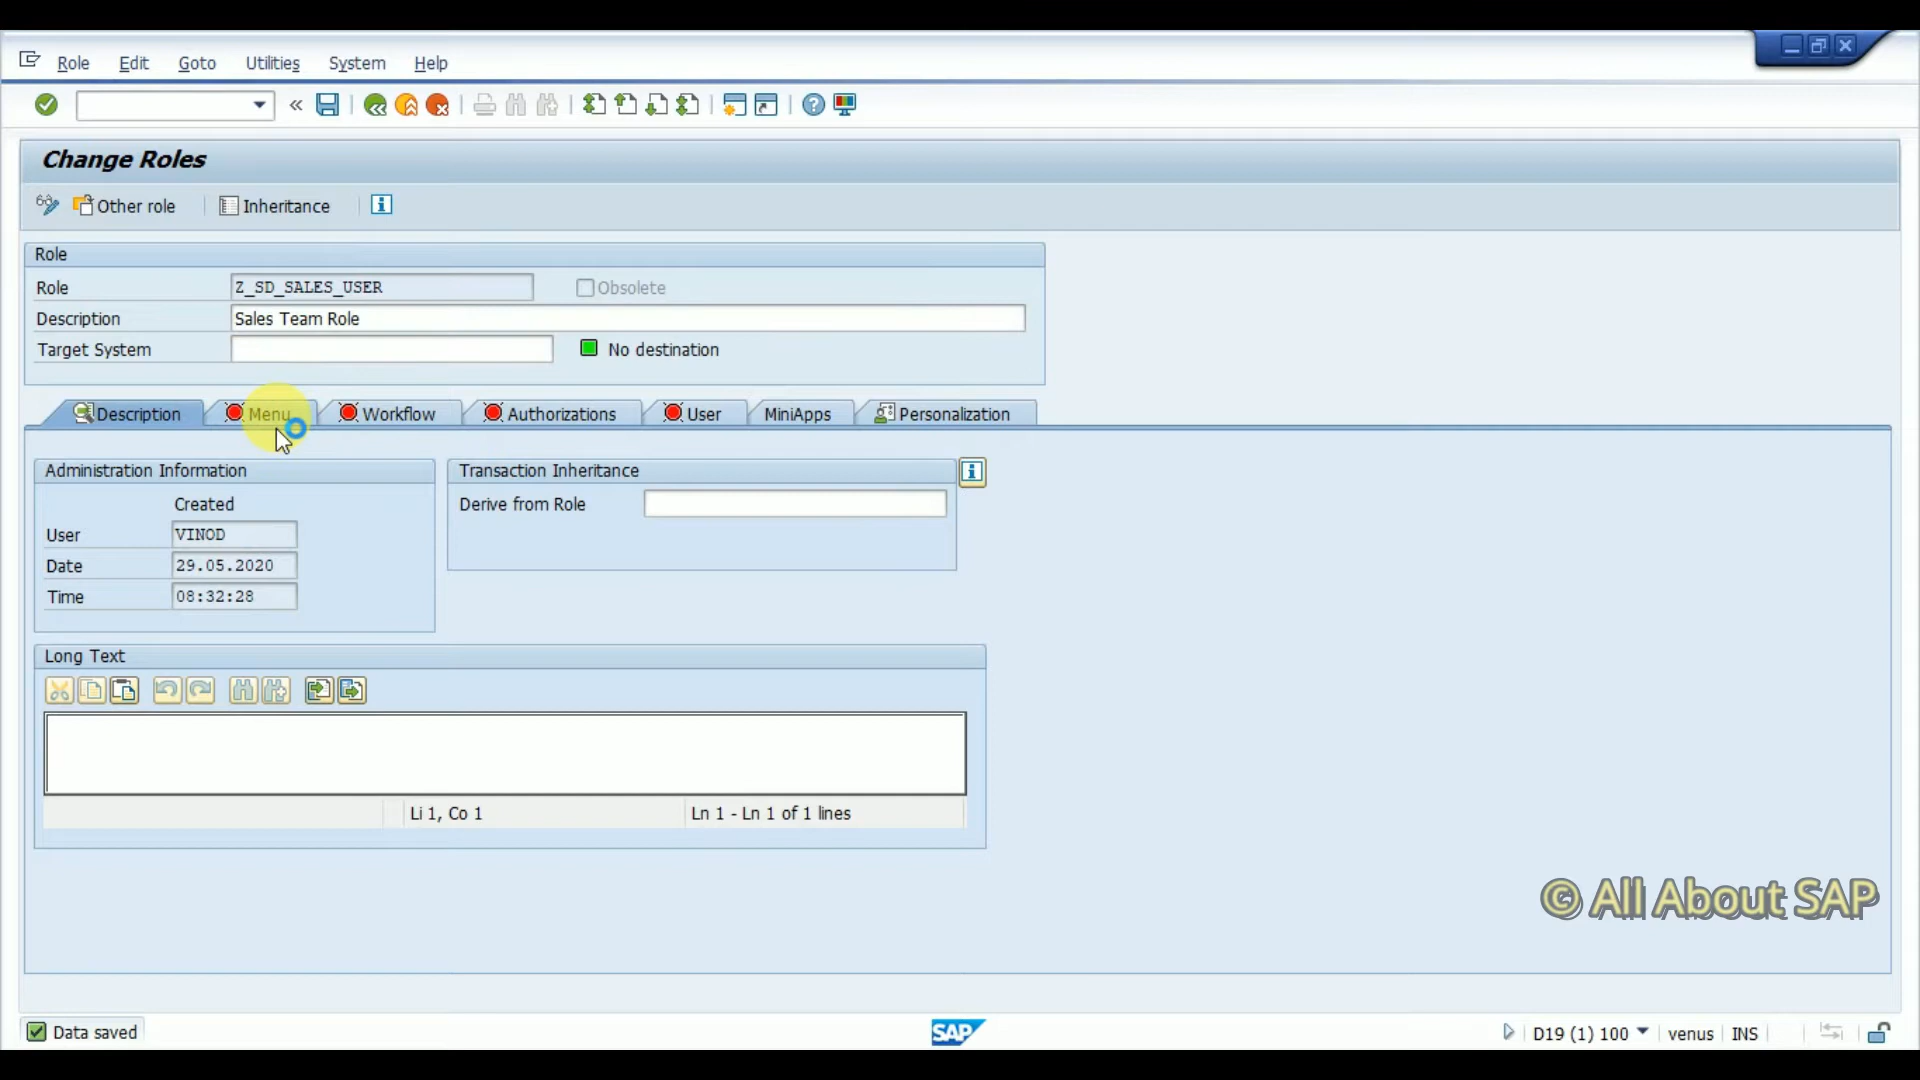 Role Edit Goto Utilities System Help
Change Roles
Other role Inheritance
Role
Role Z_SD_SALES_USER Obsolete
Description Sales Team Role
Target System No destination
Description Menu Workflow Authorizations User MiniApps Personalization
Administration Information Transaction Inheritance
Created Derive from Role
User VINOD
Date 29.05.2020
Time 08:32:28
Long Text
Li 1, Co 1 Ln 1 - Ln 1 of 1 lines
© All About SAP
Data saved SAP D19 (1) 100 venus INS